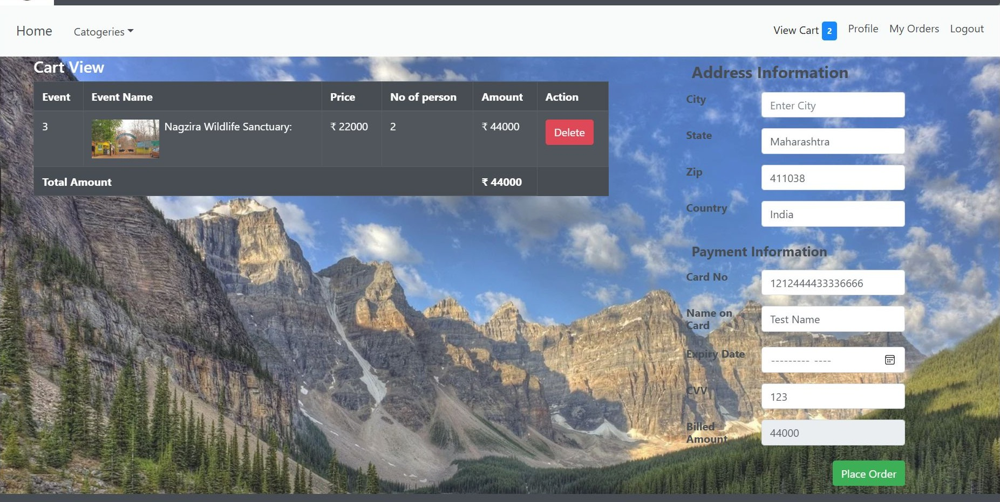 Home Catogeries View Cart 2 Profile My Orders Logout
Cart View
Event Event Name Price No of person Amount Action
3 Nagzira Wildlife Sanctuary: ₹ 22000 2 ₹ 44000 Delete
Total Amount ₹ 44000
Address Information
City Enter City
State Maharashtra
Zip 411038
Country India
Payment Information
Card No 1212444433336666
Name on Card Test Name
Expiry Date --------- ----
CVV 123
Billed Amount 44000
Place Order